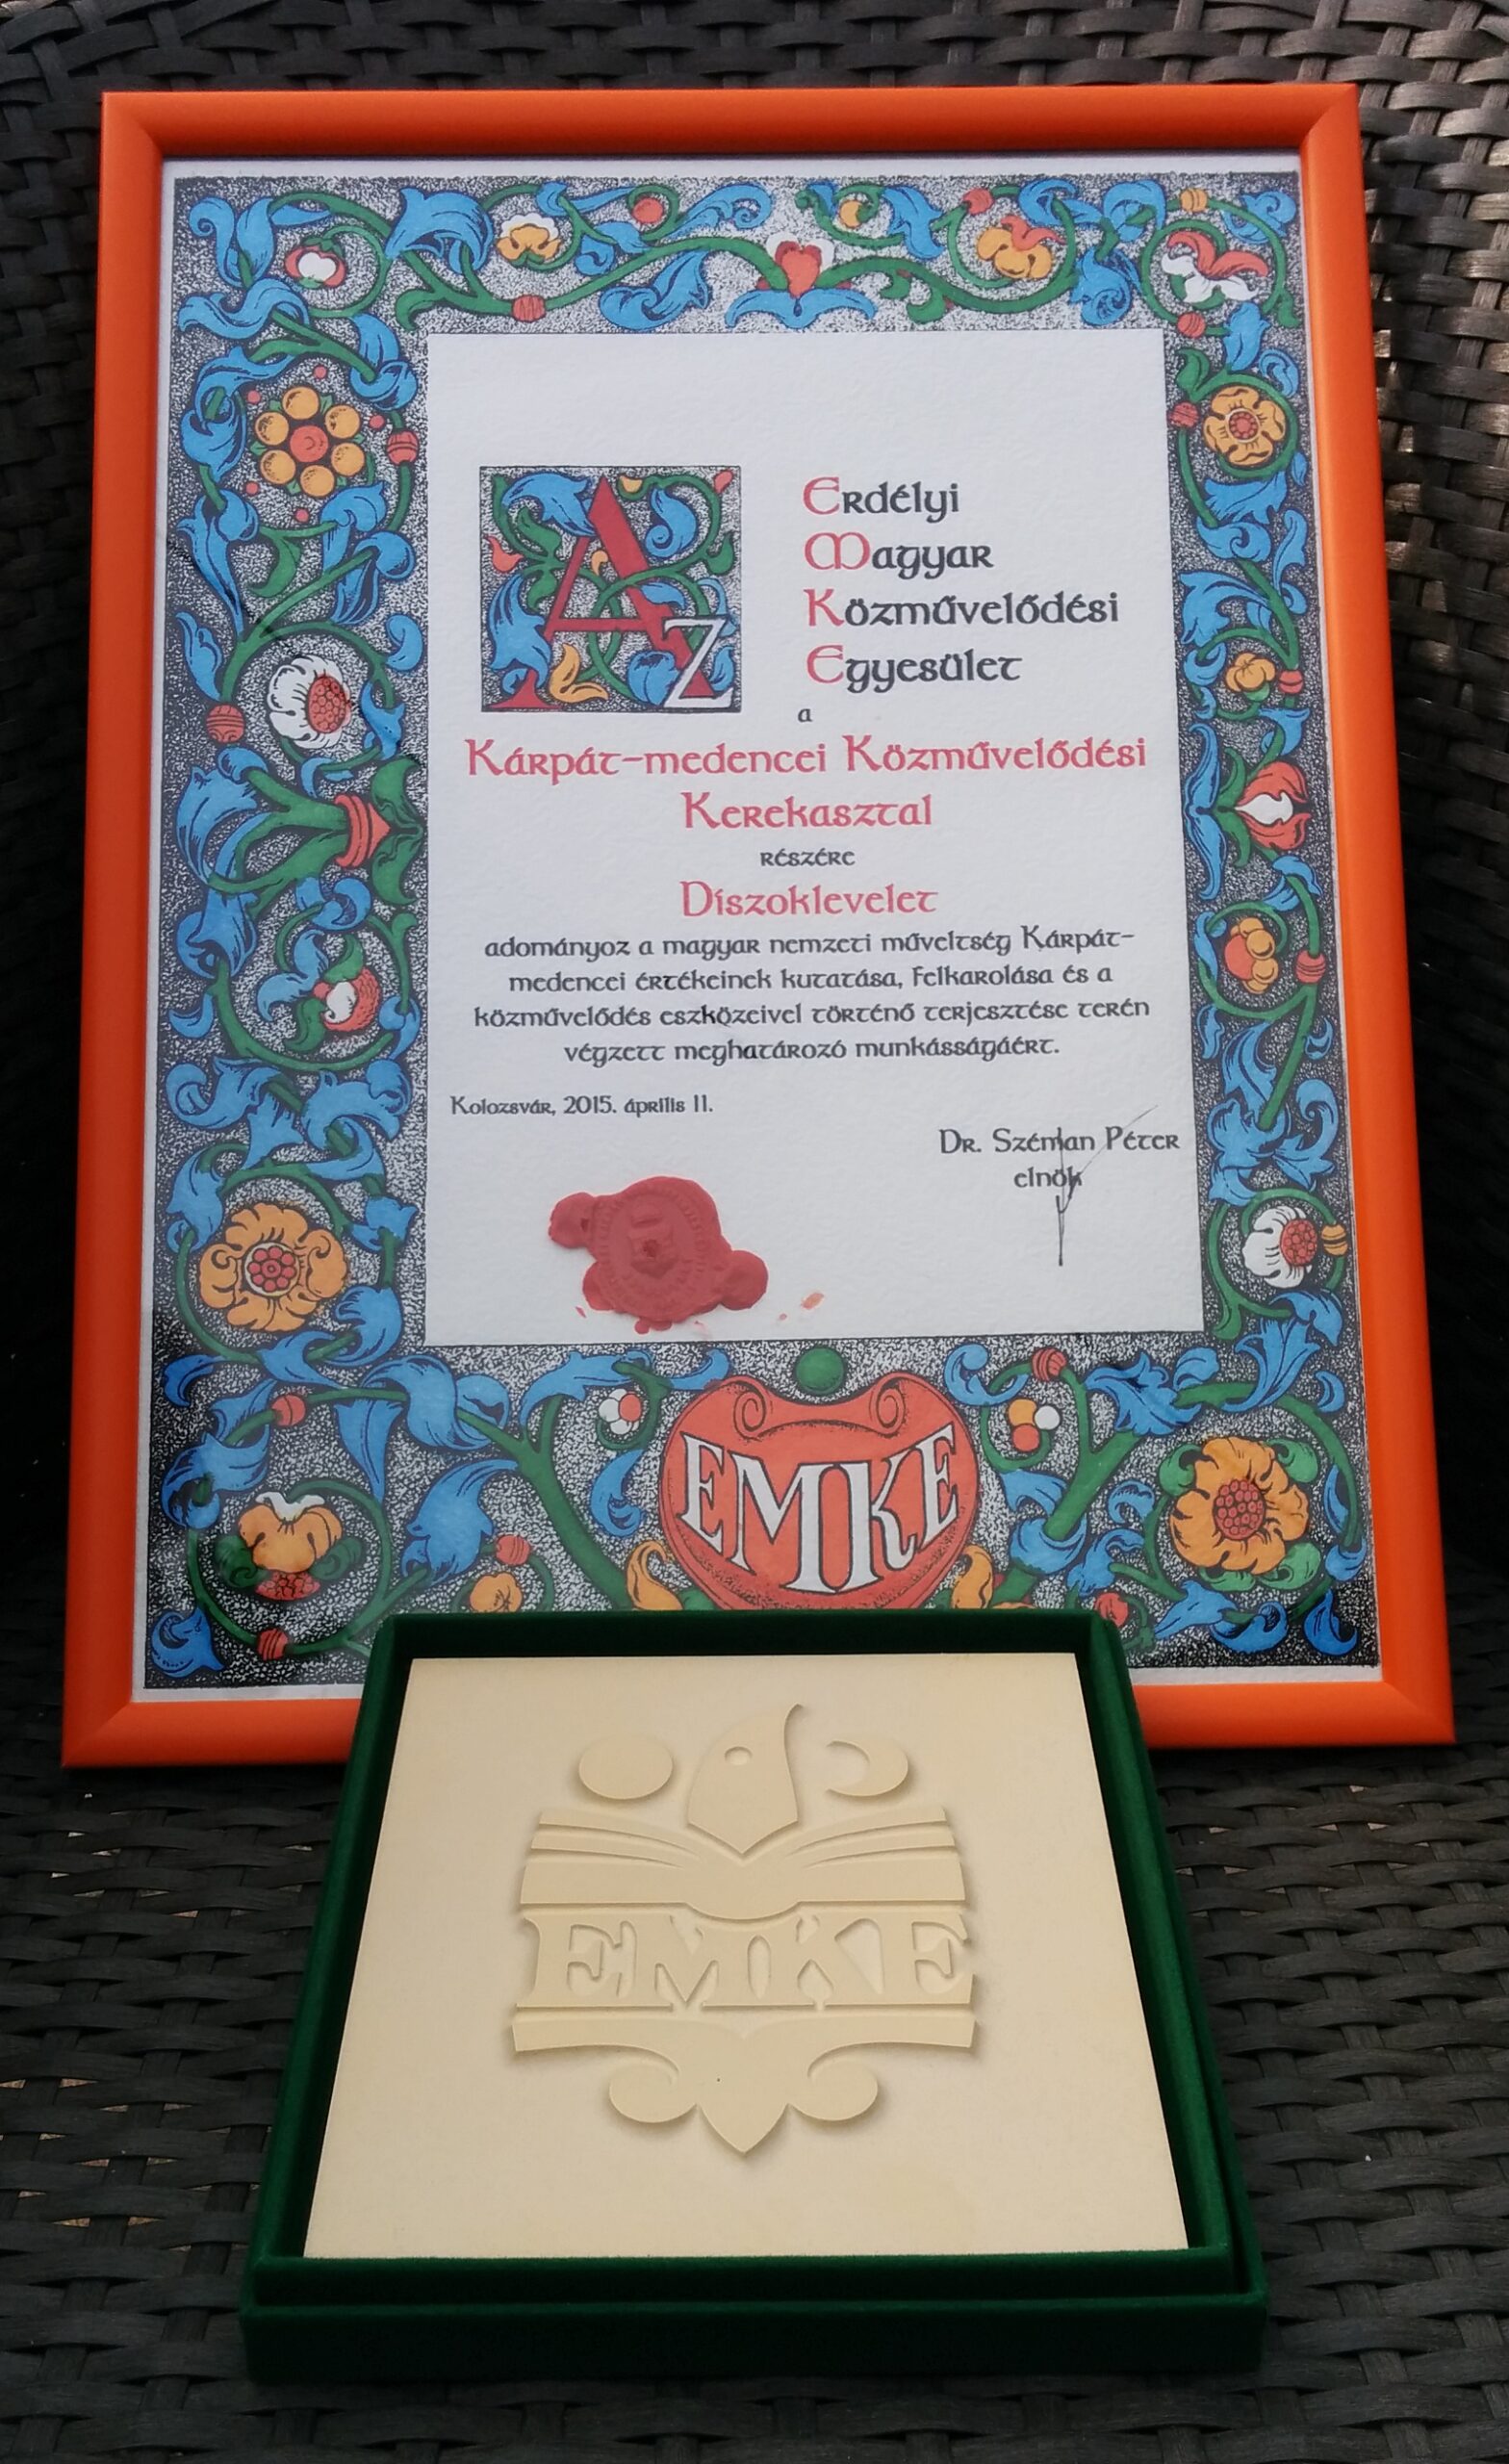 Az
Erdélyi
Magyar
Közművelődési
Egyesület
a
Kárpát-medencei Közművelődési
Kerekasztal
részére
Díszoklevelet
adományoz a magyar nemzeti műveltség Kárpát-
medencei értékeinek kutatása, felkarolása és a
közművelődés eszközeivel történő terjesztése terén
végzett meghatározó munkásságáért.
Kolozsvár, 2015. április 11.
Dr. Széman Péter
elnök
EMKE
EMKE